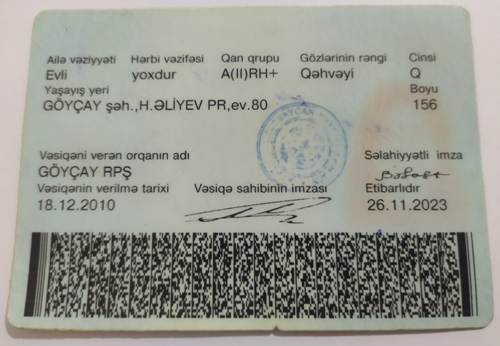 Ailə vəziyyəti Hərbi vəzifəsi Qan qrupu Gözlərinin rəngi Cinsi
Evli yoxdur A(II)RH+ Qəhvəyi Q
Yaşayış yeri Boyu
GÖYÇAY şəh.,H.ƏLİYEV PR,ev.80 156
Vəsiqəni verən orqanın adı Səlahiyyətli imza
GÖYÇAY RPŞ
Vəsiqənin verilmə tarixi Vəsiqə sahibinin imzası Etibarlıdır
18.12.2010 26.11.2023